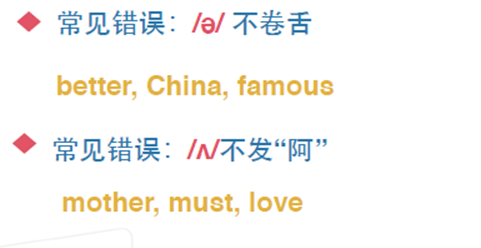 常见错误：/ə/ 不卷舌
better, China, famous
常见错误：/ʌ/不发“阿”
mother, must, love